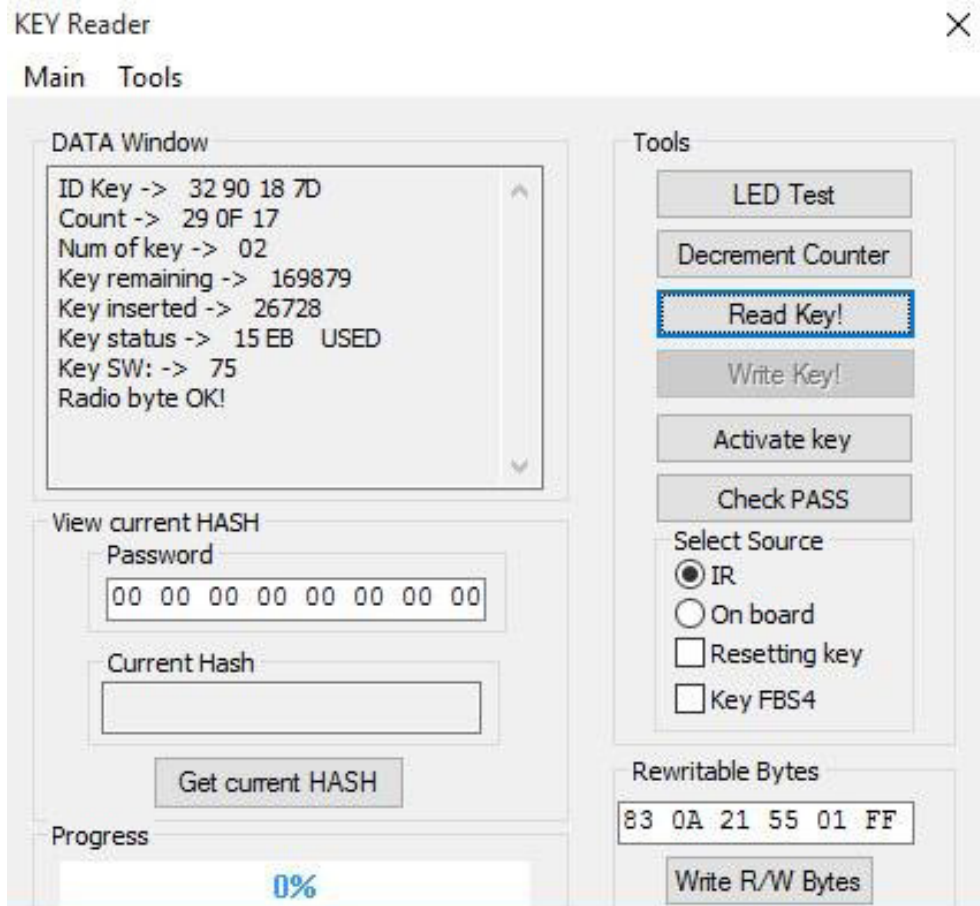 KEY Reader
Main Tools
DATA Window
ID Key -> 32 90 18 7D
Count -> 29 0F 17
Num of key -> 02
Key remaining -> 169879
Key inserted -> 26728
Key status -> 15 EB USED
Key SW: -> 75
Radio byte OK!
View current HASH
Password
00 00 00 00 00 00 00 00
Current Hash
Get current HASH
Progress
0%
Tools
LED Test
Decrement Counter
Read Key!
Write Key!
Activate key
Check PASS
Select Source
IR
On board
Resetting key
Key FBS4
Rewritable Bytes
83 0A 21 55 01 FF
Write R/W Bytes